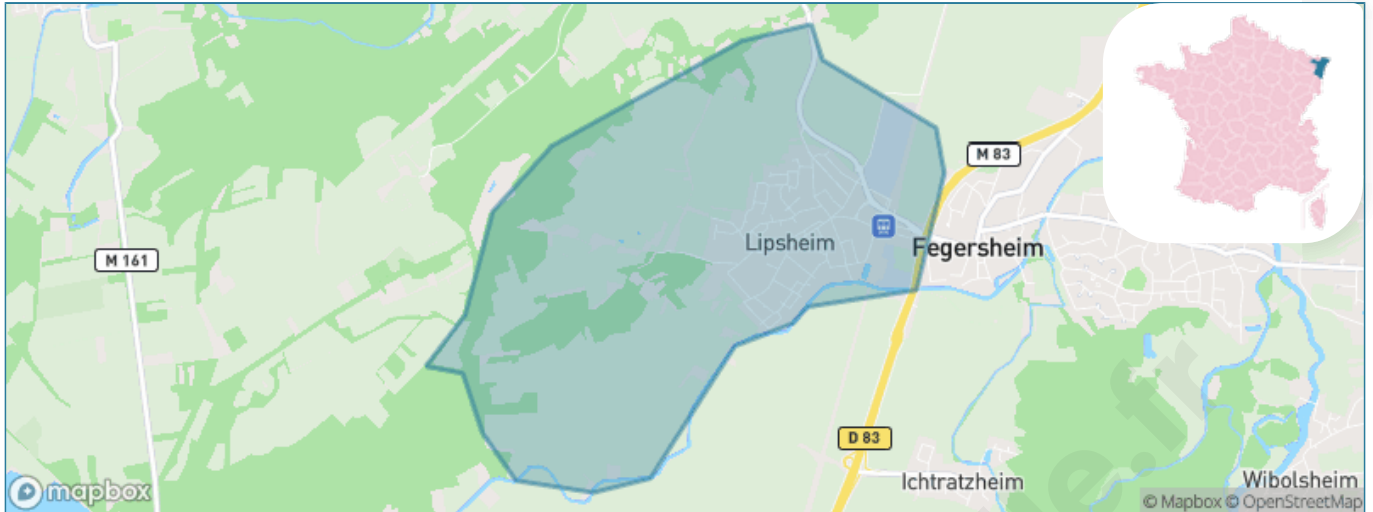 M 83
Lipsheim
Fegersheim
M 161
D 83
Ichtratzheim
Wibolsheim
mapbox
© Mapbox © OpenStreetMap